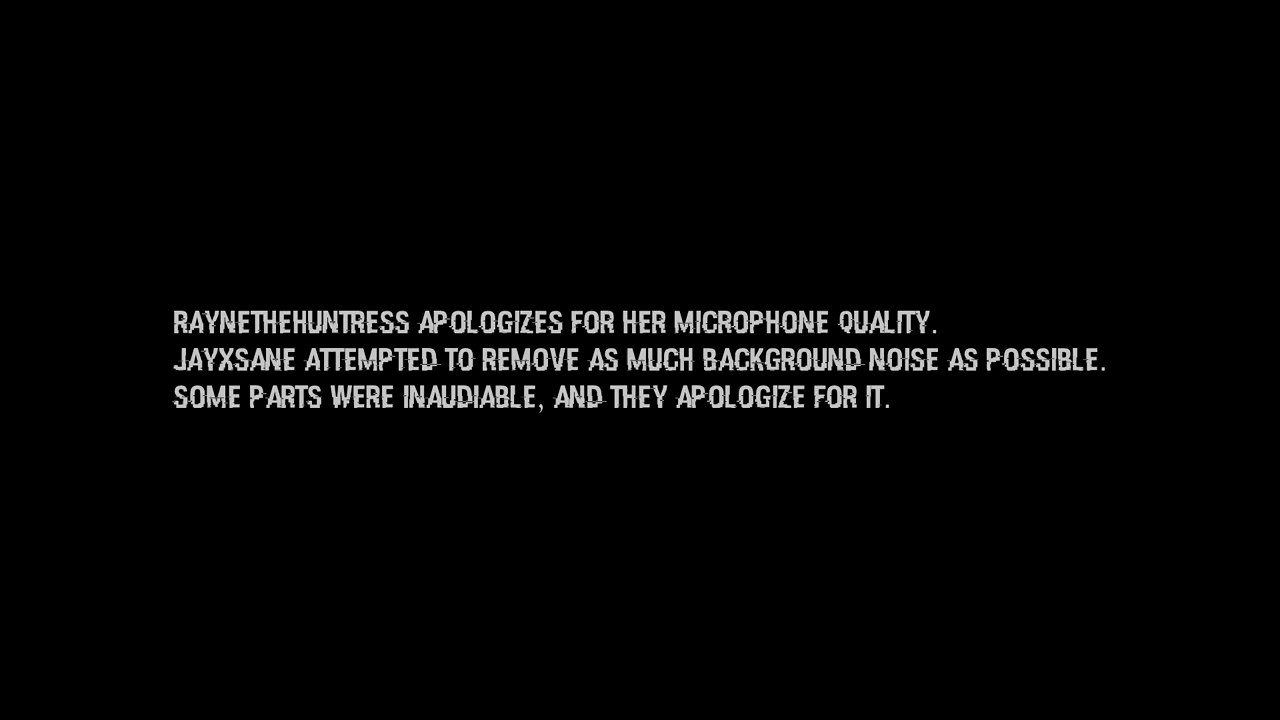 RAYNETHEHUNTRESS APOLOGIZES FOR HER MICROPHONE QUALITY.
JAYXSANE ATTEMPTED TO REMOVE AS MUCH BACKGROUND NOISE AS POSSIBLE.
SOME PARTS WERE INAUDIABLE, AND THEY APOLOGIZE FOR IT.